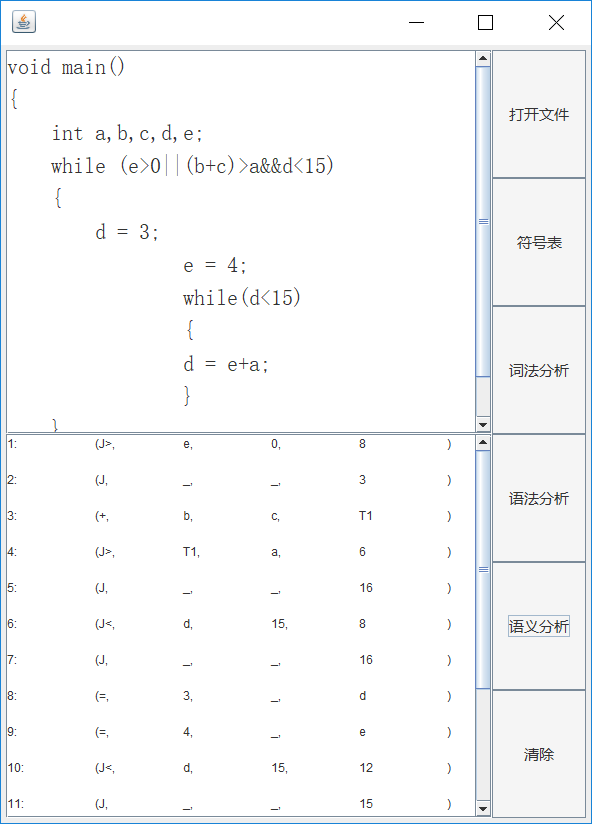 void main()
{
int a,b,c,d,e;
while (e>0||(b+c)>a&&d<15)
{
d = 3;
e = 4;
while(d<15)
{
d = e+a;
}
}
1: (J>, e, 0, 8 )
2: (J, _, _, 3 )
3: (+, b, c, T1 )
4: (J>, T1, a, 6 )
5: (J, _, _, 16 )
6: (J<, d, 15, 8 )
7: (J, _, _, 16 )
8: (=, 3, _, d )
9: (=, 4, _, e )
10: (J<, d, 15, 12 )
11: (J, _, _, 15 )
打开文件
符号表
词法分析
语法分析
语义分析
清除